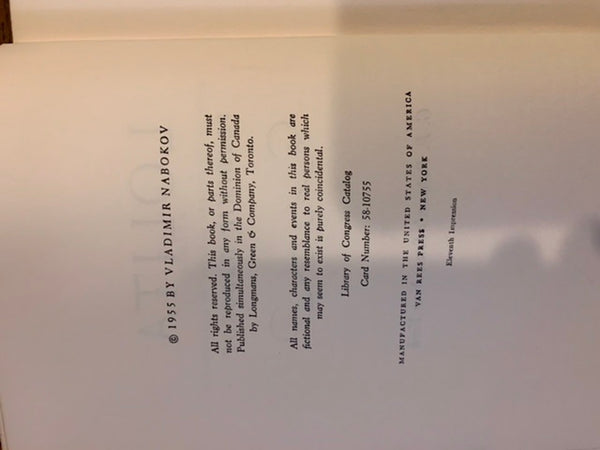 © 1955 BY VLADIMIR NABOKOV
All rights reserved. This book, or parts thereof, must
not be reproduced in any form without permission.
Published simultaneously in the Dominion of Canada
by Longmans, Green & Company, Toronto.
All names, characters and events in this book are
fictional and any resemblance to real persons which
may seem to exist is purely coincidental.
Library of Congress Catalog
Card Number: 58-10755
MANUFACTURED IN THE UNITED STATES OF AMERICA
VAN REES PRESS • NEW YORK
Eleventh Impression